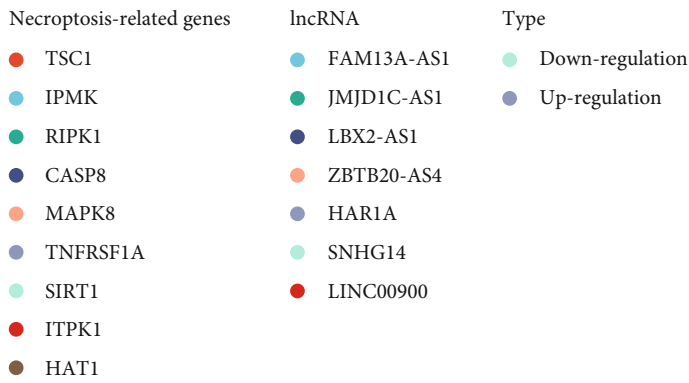 Necroptosis-related genes
TSC1
IPMK
RIPK1
CASP8
MAPK8
TNFRSF1A
SIRT1
ITPK1
HAT1
lncRNA
FAM13A-AS1
JMJD1C-AS1
LBX2-AS1
ZBTB20-AS4
HAR1A
SNHG14
LINC00900
Type
Down-regulation
Up-regulation